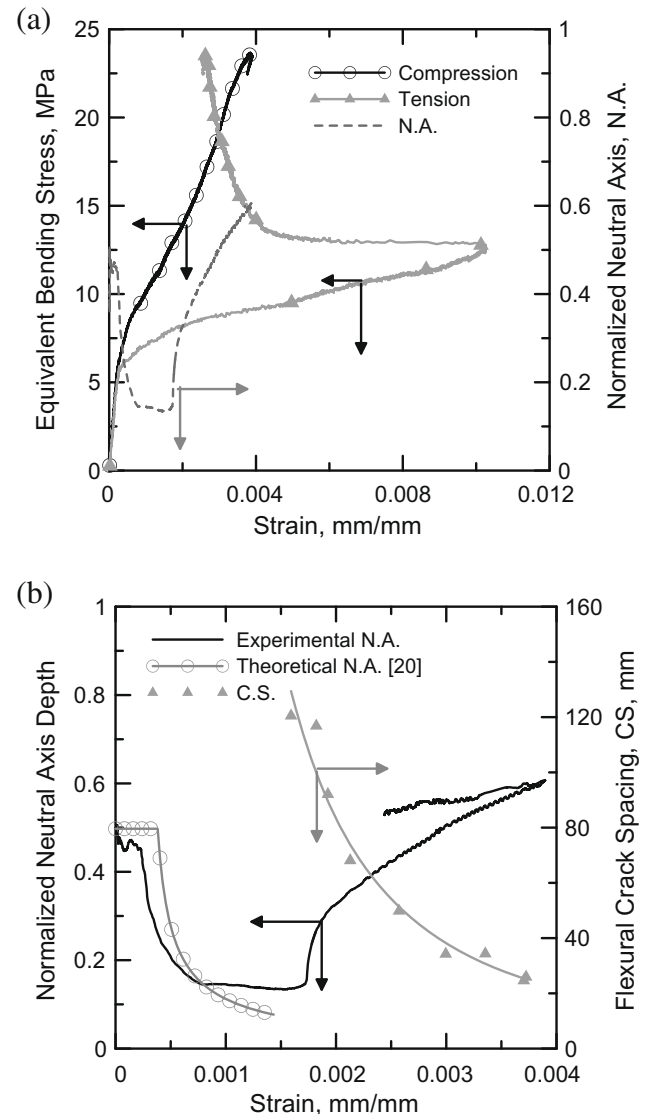 (a)
25
20
15
10
5
0
Equivalent Bending Stress, MPa
1
0.8
0.6
0.4
0.2
0
Normalized Neutral Axis, N.A.
Compression
Tension
N.A.
0 0.004 0.008 0.012
Strain, mm/mm
(b)
1
0.8
0.6
0.4
0.2
0
Normalized Neutral Axis Depth
160
120
80
40
0
Flexural Crack Spacing, CS, mm
Experimental N.A.
Theoretical N.A. [20]
C.S.
0 0.001 0.002 0.003 0.004
Strain, mm/mm